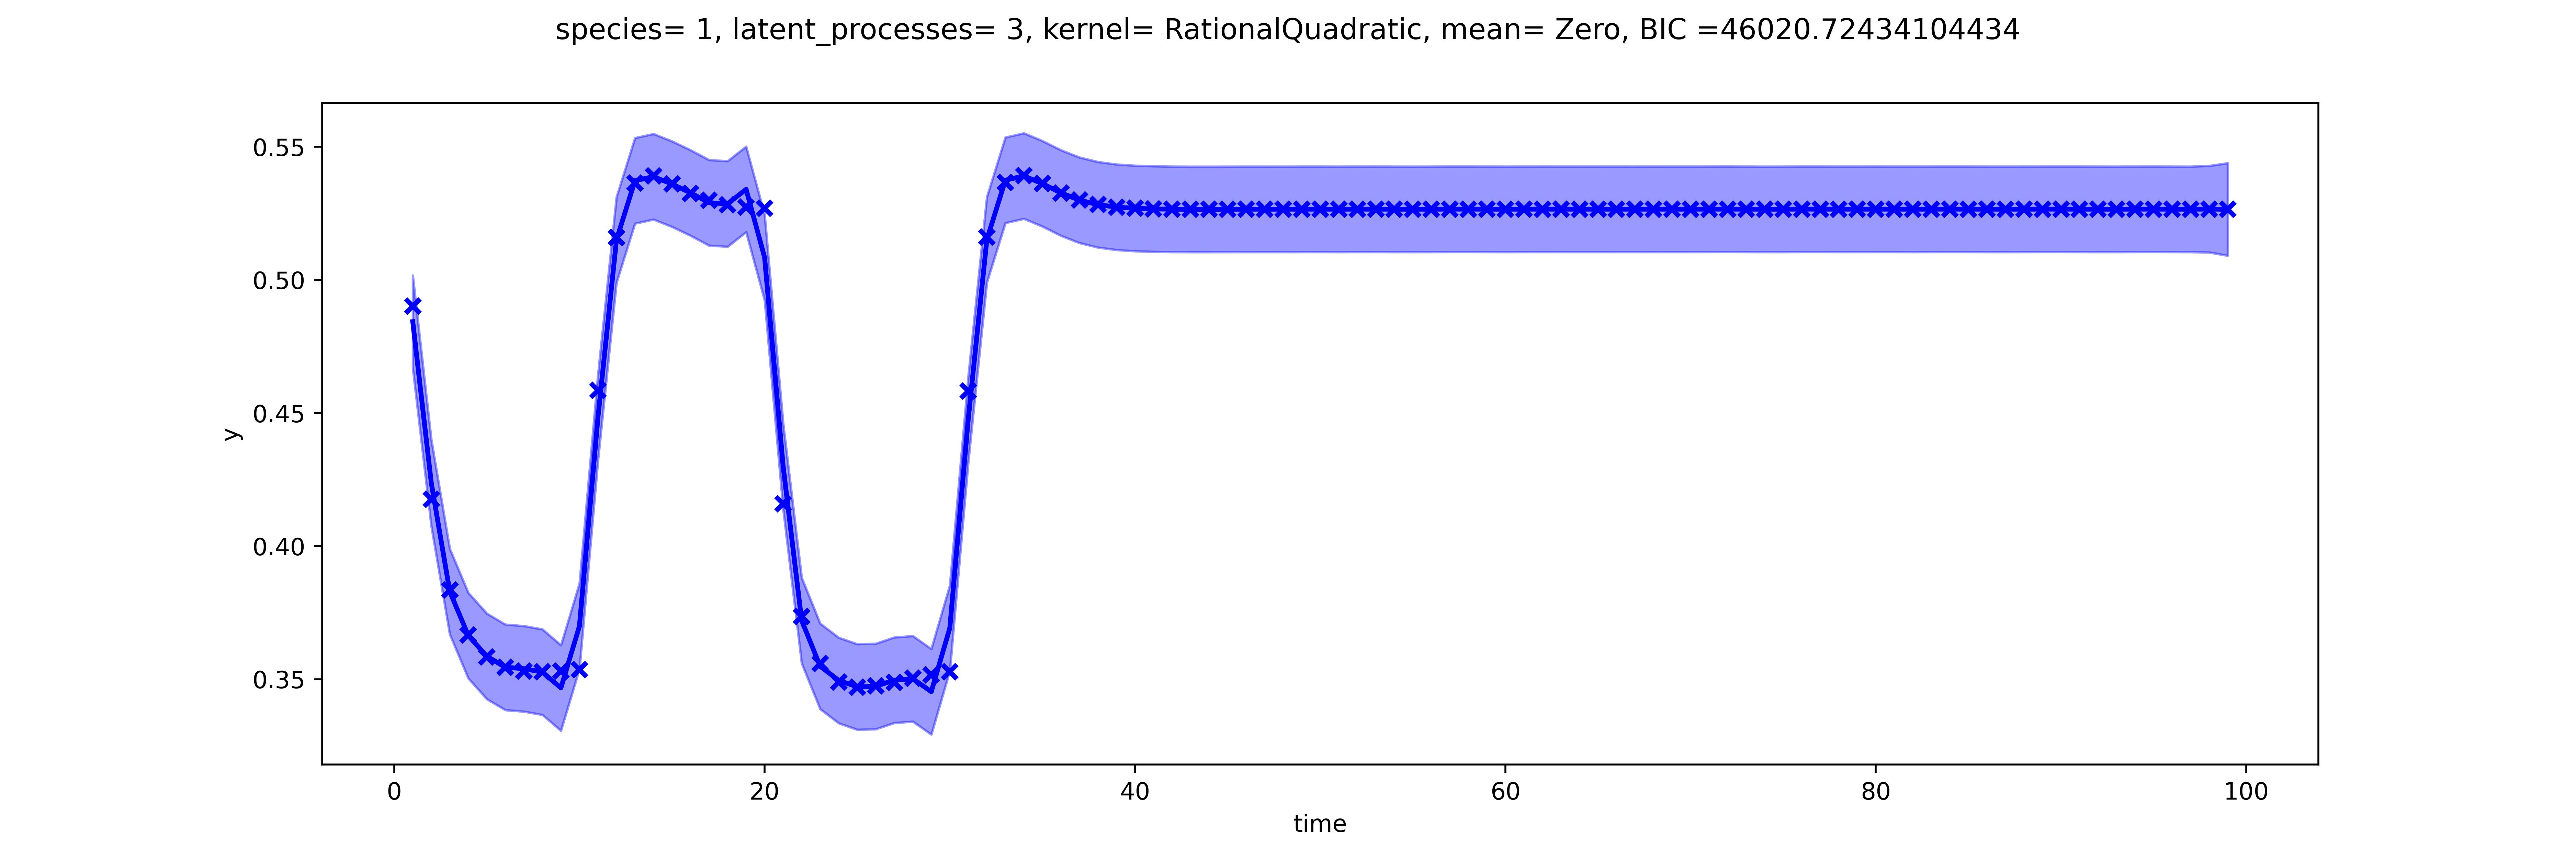 species= 1, latent_processes= 3, kernel= RationalQuadratic, mean= Zero, BIC =46020.72434104434
0.55
0.50
0.45
y
0.40
0.35
0 20 40 60 80 100
time